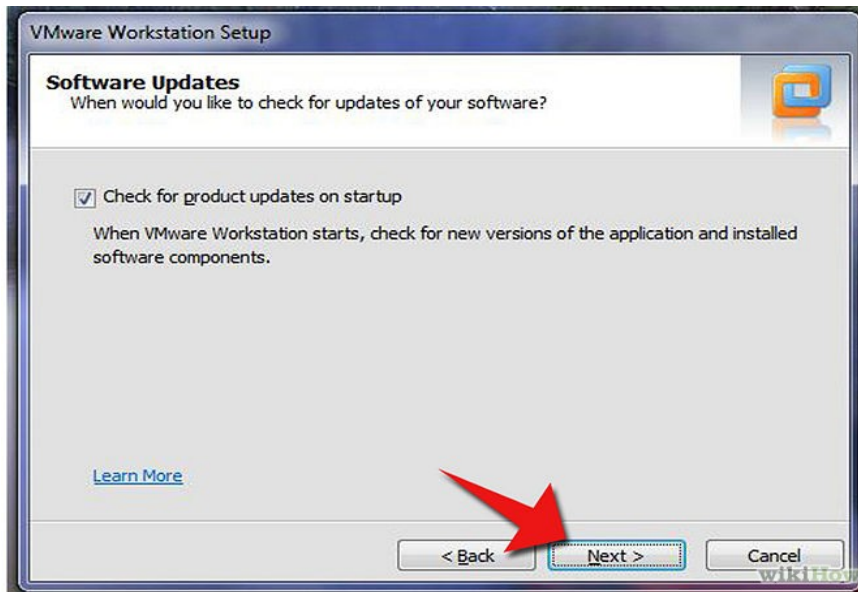 VMware Workstation Setup
Software Updates
When would you like to check for updates of your software?
Check for product updates on startup
When VMware Workstation starts, check for new versions of the application and installed
software components.
Learn More
< Back
Next >
Cancel
wikiHow